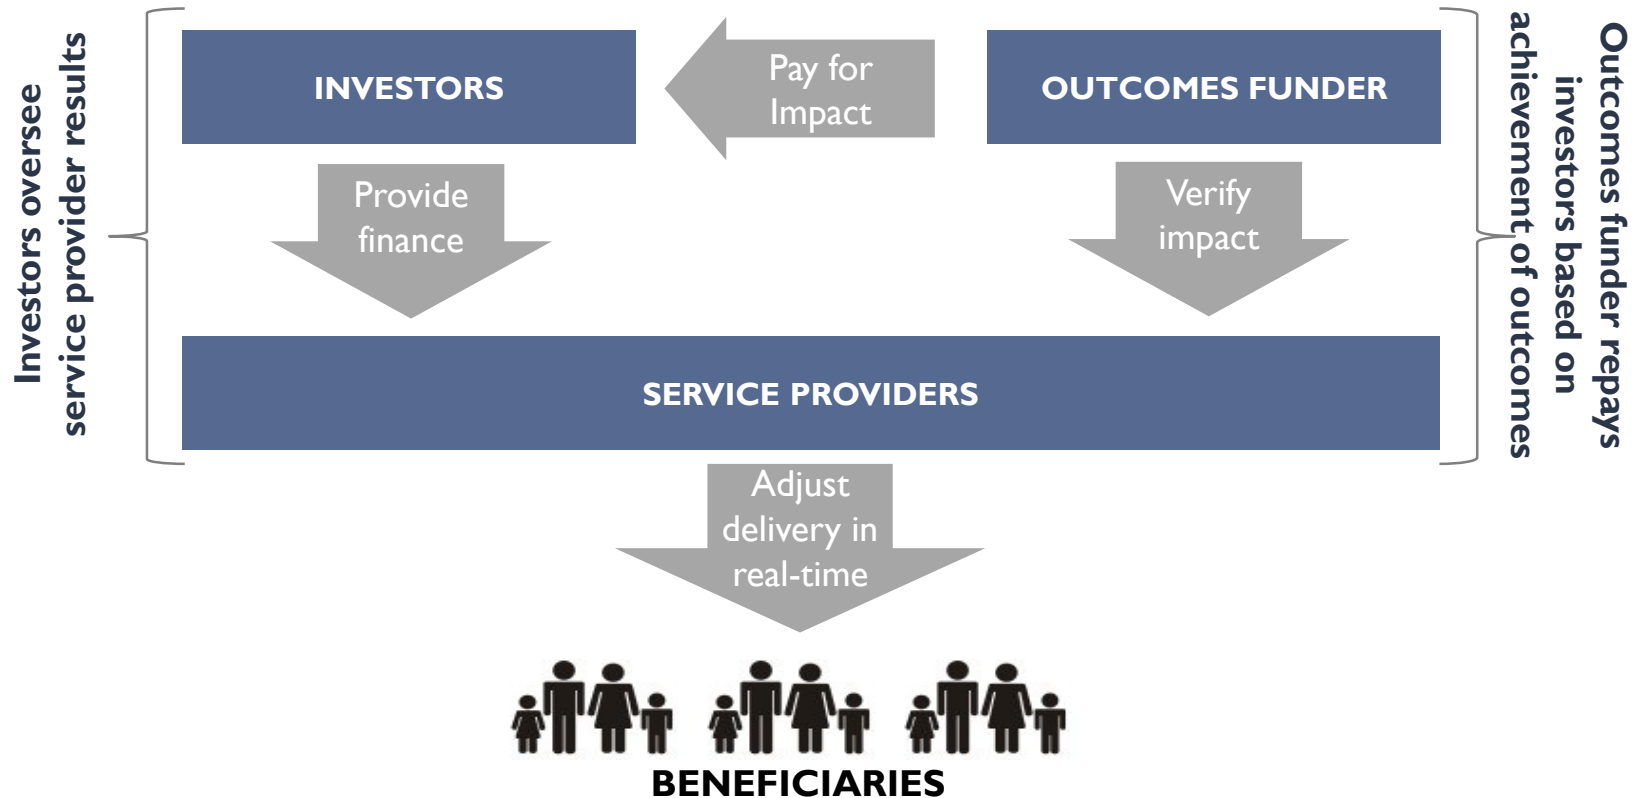 Investors oversee
service provider results
INVESTORS
Pay for
Impact
OUTCOMES FUNDER
Outcomes funder repays
investors based on
achievement of outcomes
Provide
finance
Verify
impact
SERVICE PROVIDERS
Adjust
delivery in
real-time
BENEFICIARIES